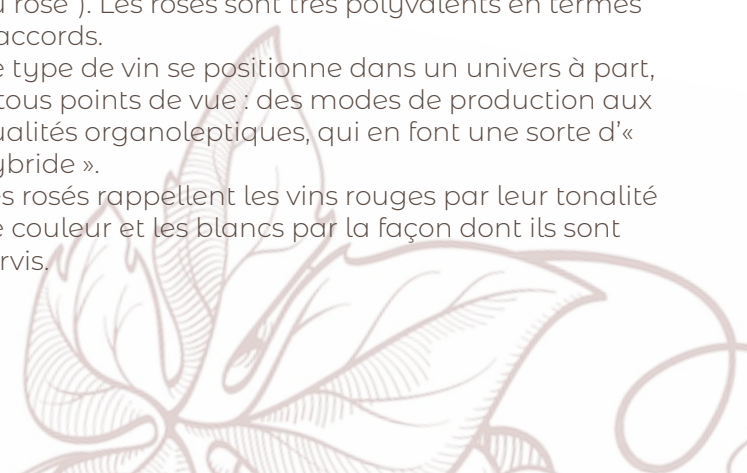 u rosé"). Les rosés sont très polyvalents en termes
accords.
e type de vin se positionne dans un univers à part,
tous points de vue : des modes de production aux
ualités organoleptiques, qui en font une sorte d'«
ybride ».
es rosés rappellent les vins rouges par leur tonalité
e couleur et les blancs par la façon dont ils sont
rvis.